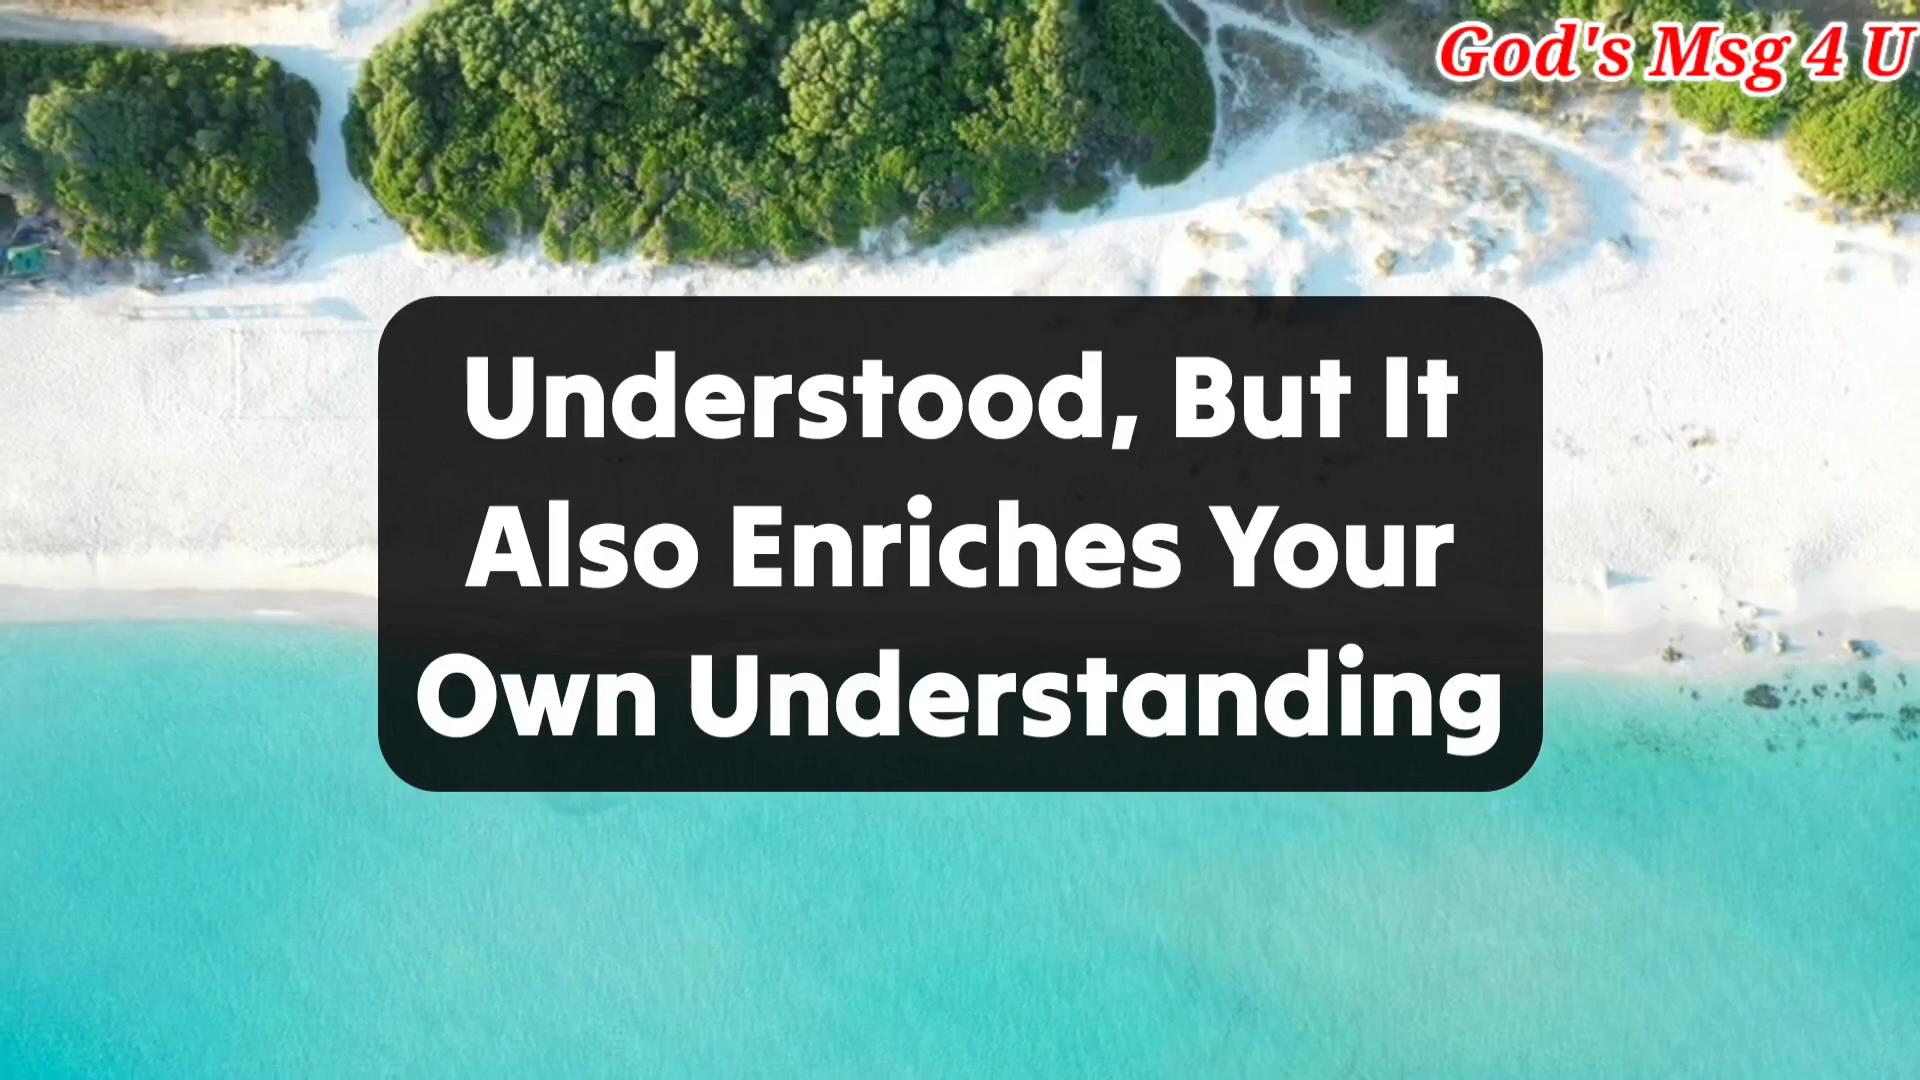 God's Msg 4 U
Understood, But It
Also Enriches Your
Own Understanding